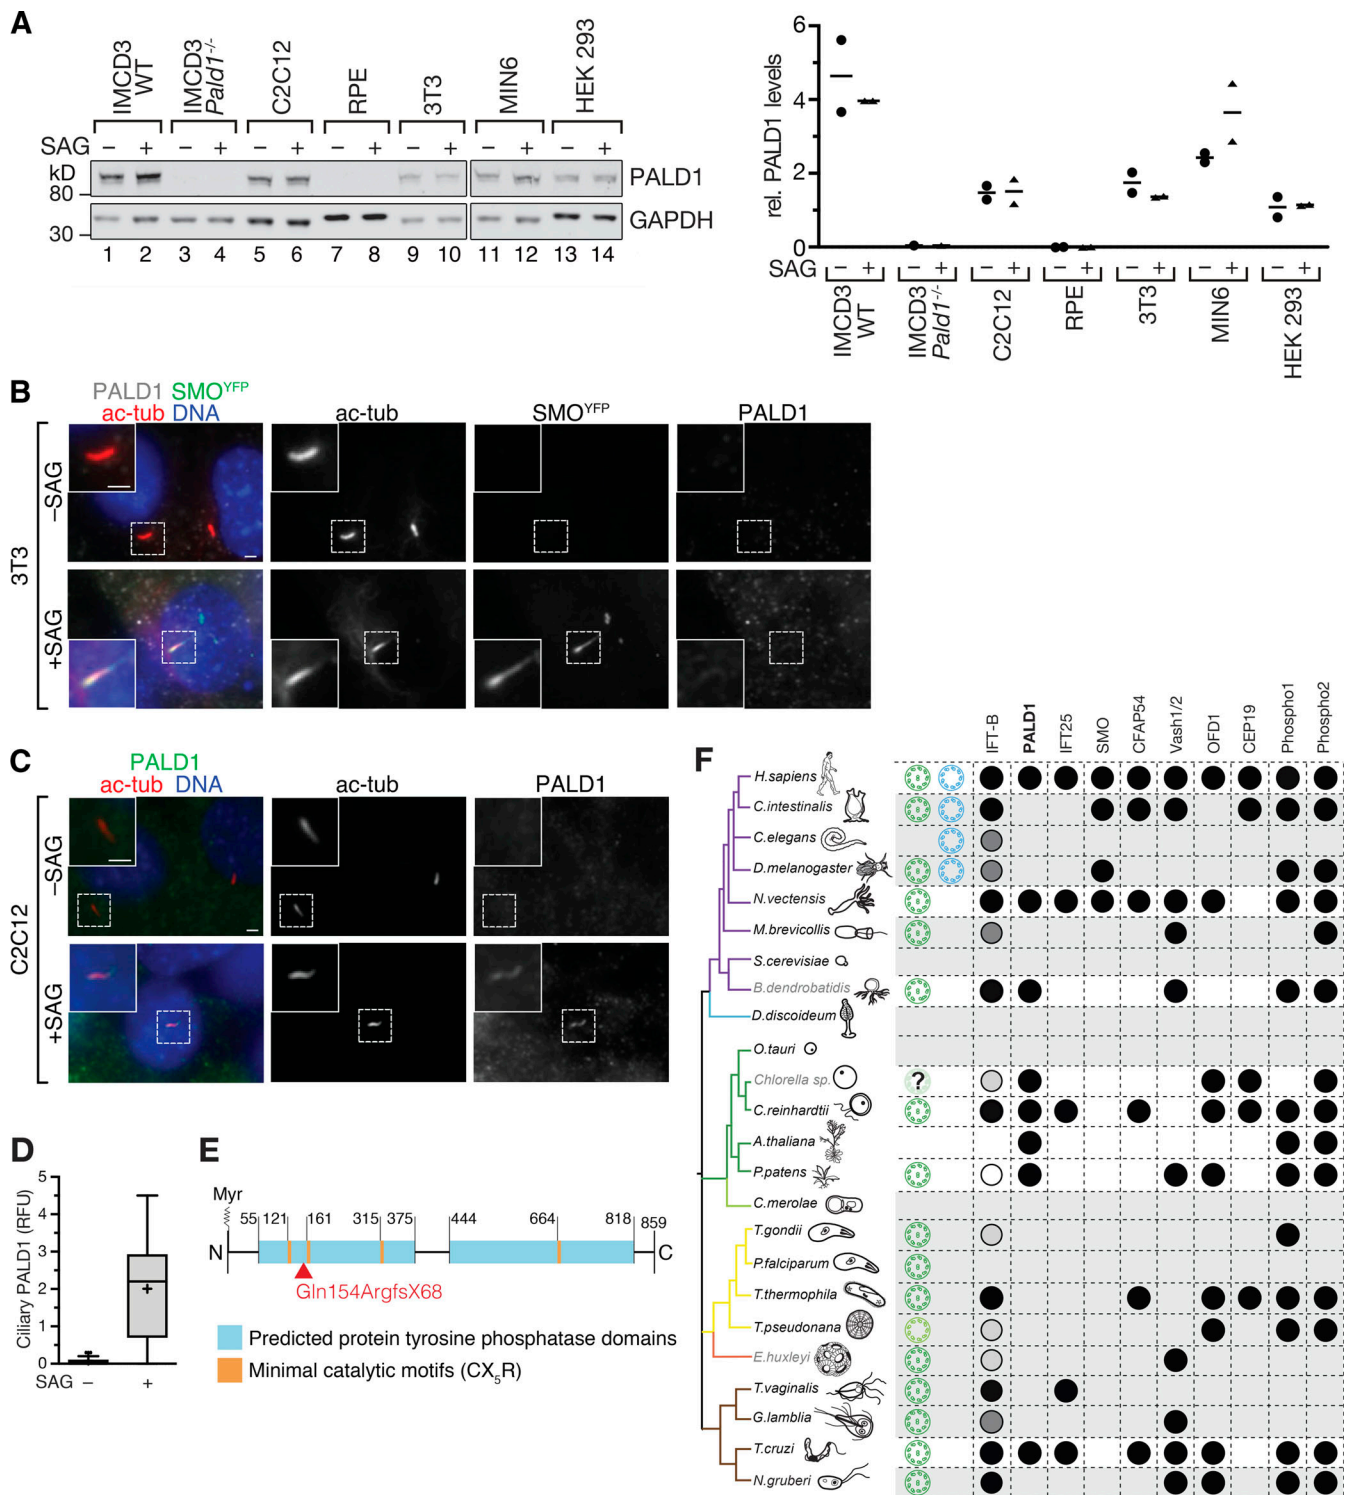 A
IMCD3 WT
IMCD3 Pald1-/-
C2C12
RPE
3T3
MIN6
HEK 293
SAG − + − + − + − + − + − + − +
kD
80
PALD1
30
GAPDH
1 2 3 4 5 6 7 8 9 10 11 12 13 14
rel. PALD1 levels
6
4
2
0
SAG − + − + − + − + − + − + − +
IMCD3 WT
IMCD3 Pald1-/-
C2C12
RPE
3T3
MIN6
HEK 293
B
PALD1 SMOYFP
ac-tub DNA
ac-tub
SMOYFP
PALD1
3T3
−SAG
+SAG
C
PALD1
ac-tub DNA
ac-tub
PALD1
C2C12
−SAG
+SAG
D
Ciliary PALD1 (RFU)
5
4
3
2
1
0
SAG − +
E
Myr
55 121 161 315 375 444 664 818 859
N
C
Gln154ArgfsX68
Predicted protein tyrosine phosphatase domains
Minimal catalytic motifs (CX5R)
F
IFT-B
PALD1
IFT25
SMO
CFAP54
Vash1/2
OFD1
CEP19
Phospho1
Phospho2
H.sapiens
C.intestinalis
C.elegans
D.melanogaster
N.vectensis
M.brevicollis
S.cerevisiae
B.dendrobatidis
D.discoideum
O.tauri
Chlorella sp.
?
C.reinhardtii
A.thaliana
P.patens
C.merolae
T.gondii
P.falciparum
T.thermophila
T.pseudonana
E.huxleyi
T.vaginalis
G.lamblia
T.cruzi
N.gruberi